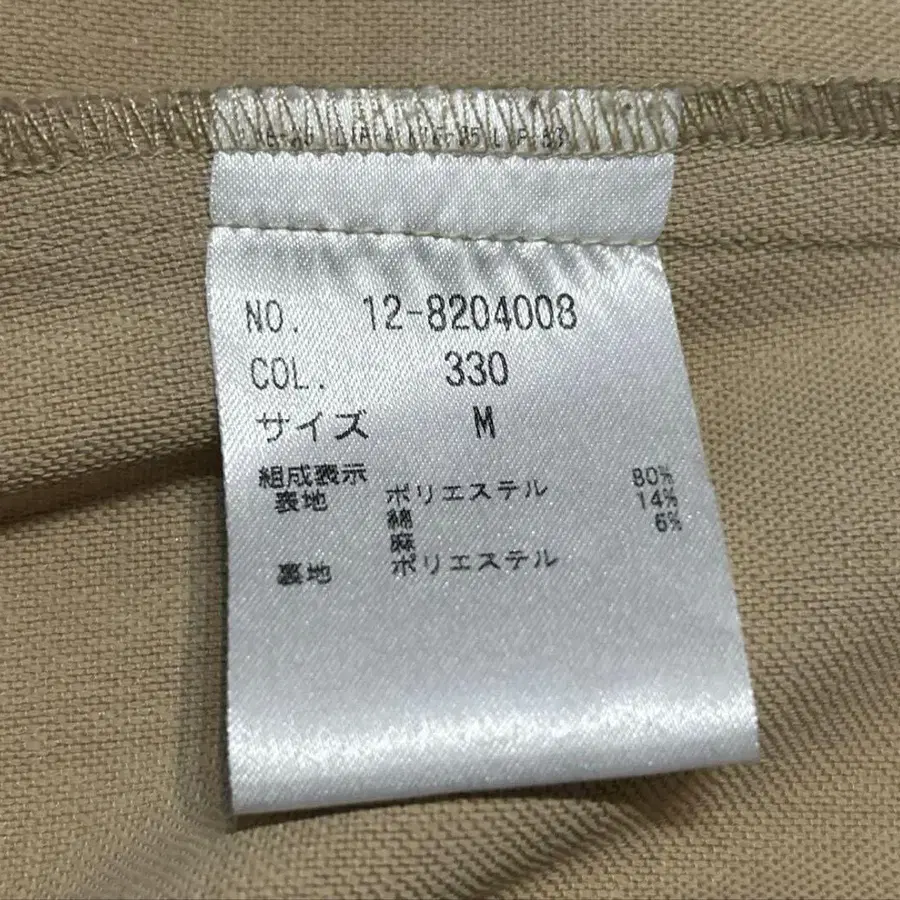 NO. 12-8204008
COL. 330
サイズ M
組成表示
表地 ポリエステル 80%
綿 14%
麻 6%
裏地 ポリエステル